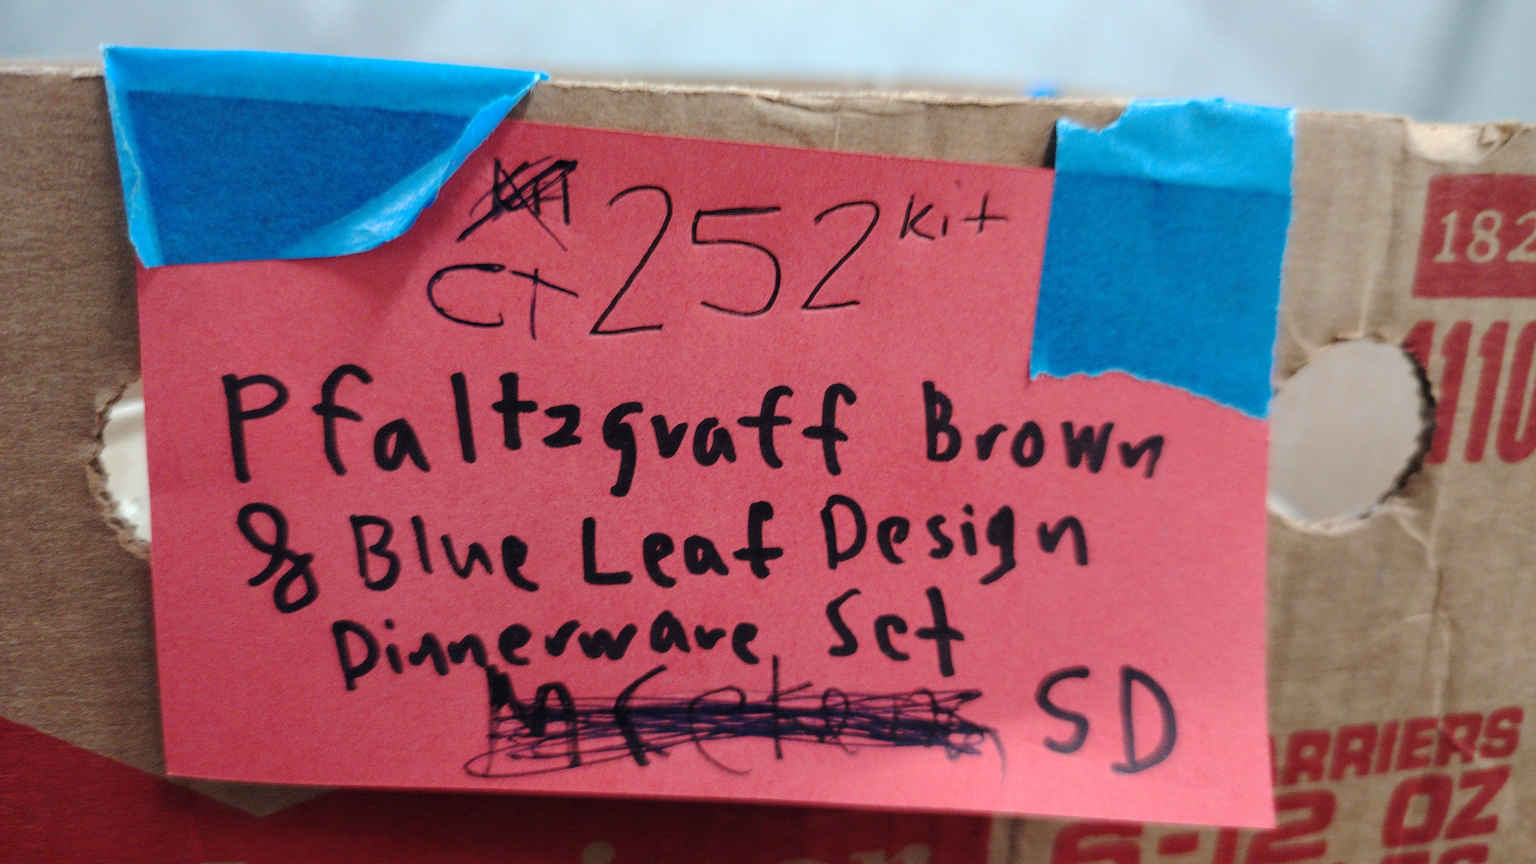 CT 252 Kit
Pfaltzgraff Brown
& Blue Leaf Design
Dinnerware Set
SD
182
110
ARRIERS
6-12 OZ